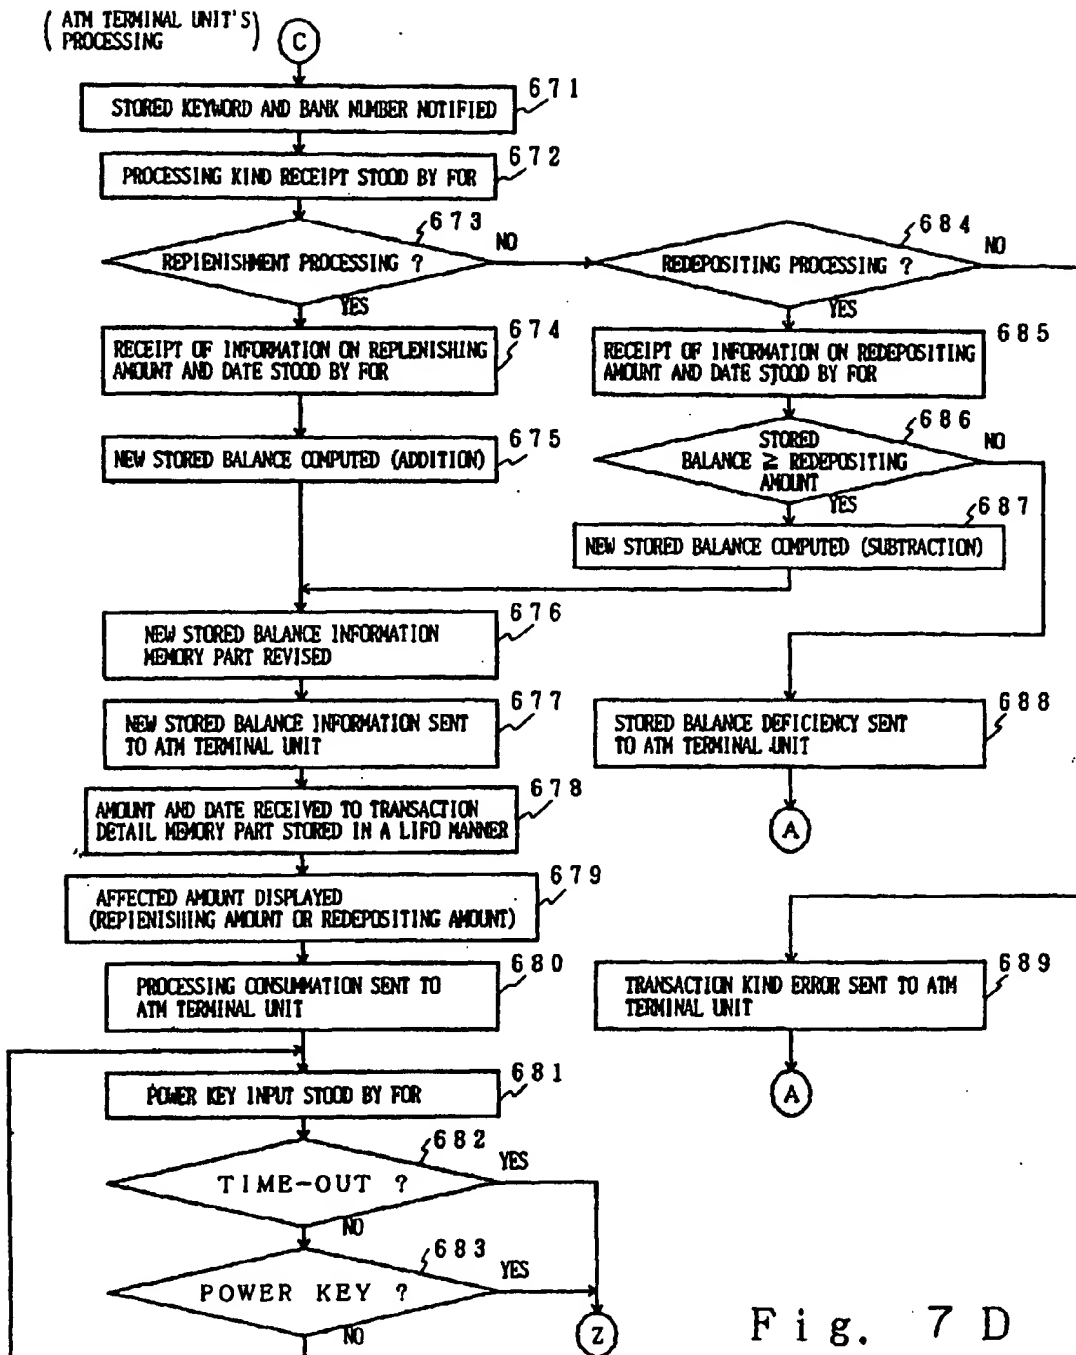 (ATM TERMINAL UNIT'S
PROCESSING)
C
671
STORED KEYWORD AND BANK NUMBER NOTIFIED
672
PROCESSING KIND RECEIPT STOOD BY FOR
673
REPLENISHMENT PROCESSING ?
NO
YES
684
REDEPOSITING PROCESSING ?
NO
YES
674
RECEIPT OF INFORMATION ON REPLENISHING
AMOUNT AND DATE STOOD BY FOR
685
RECEIPT OF INFORMATION ON REDEPOSITING
AMOUNT AND DATE STOOD BY FOR
675
NEW STORED BALANCE COMPUTED (ADDITION)
686
STORED
BALANCE ≧ REDEPOSITING
AMOUNT
NO
YES
687
NEW STORED BALANCE COMPUTED (SUBTRACTION)
676
NEW STORED BALANCE INFORMATION
MEMORY PART REVISED
677
NEW STORED BALANCE INFORMATION SENT
TO ATM TERMINAL UNIT
688
STORED BALANCE DEFICIENCY SENT
TO ATM TERMINAL UNIT
A
678
AMOUNT AND DATE RECEIVED TO TRANSACTION
DETAIL MEMORY PART STORED IN A LIFO MANNER
679
AFFECTED AMOUNT DISPLAYED
(REPLENISHING AMOUNT OR REDEPOSITING AMOUNT)
680
PROCESSING CONSUMMATION SENT TO
ATM TERMINAL UNIT
689
TRANSACTION KIND ERROR SENT TO ATM
TERMINAL UNIT
A
681
POWER KEY INPUT STOOD BY FOR
682
TIME-OUT ?
YES
NO
683
POWER KEY ?
YES
NO
Z
Fig. 7D